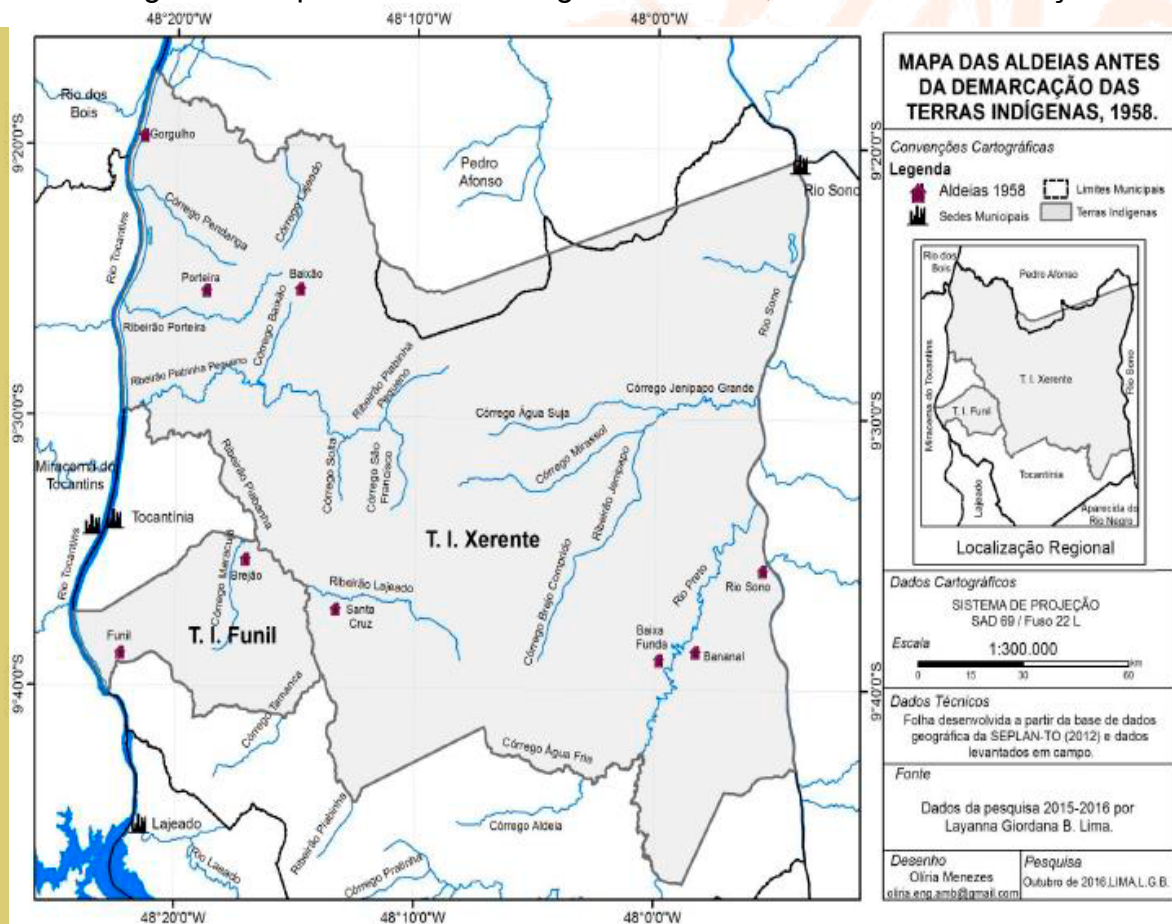 48°20'0"W
48°10'0"W
48°0'0"W
Rio dos
Bois
Gorgulho
9°20'0"S
9°20'0"S
Pedro
Afonso
Rio Sono
Córrego Lajeado
Córrego Pendanga
Rio Tocantins
Porteira
Baixão
Ribeirão Porteira
Córrego Baixão
Rio Sono
Ribeirão Piabinha Pequeno
Ribeirão Piabinha
Pequeno
Córrego Jenipapo Grande
Córrego Água Suja
9°30'0"S
9°30'0"S
Córrego Mirassol
Miracema do
Tocantins
Ribeirão Piabanha
Córrego Solta
Córrego São
Francisco
Ribeirão Jenipapo
Tocantínia
T. I. Xerente
Rio Tocantins
Brejão
Ribeirão Lajeado
Rio Preto
Rio Sono
Santa
Cruz
Córrego Brejo Comprido
T. I. Funil
Funil
Baixa
Funda
Bananal
9°40'0"S
9°40'0"S
Córrego Água Fria
Lajeado
Ribeirão Piabinha
Córrego Aldeia
Rio Lajeado
Córrego Pratinha
48°20'0"W
48°10'0"W
48°0'0"W
MAPA DAS ALDEIAS ANTES
DA DEMARCAÇÃO DAS
TERRAS INDÍGENAS, 1958.
Convenções Cartográficas
Legenda
Aldeias 1958
Limites Municipais
Sedes Municipais
Terras Indígenas
Rio dos
Bois
Pedro Afonso
Miracema do Tocantins
T. I. Xerente
Rio Sono
T. I. Funil
Lajeado
Tocantínia
Aparecida do
Rio Negro
Localização Regional
Dados Cartográficos
SISTEMA DE PROJEÇÃO
SAD 69 / Fuso 22 L
Escala
1:300.000
0 15 30 60 km
Dados Técnicos
Folha desenvolvida a partir da base de dados
geográfica da SEPLAN-TO (2012) e dados
levantados em campo.
Fonte
Dados da pesquisa 2015-2016 por
Layanna Giordana B. Lima.
Desenho
Olíria Menezes
oliria.eng.amb@gmail.com
Pesquisa
Outubro de 2016,LIMA,L.G.B.